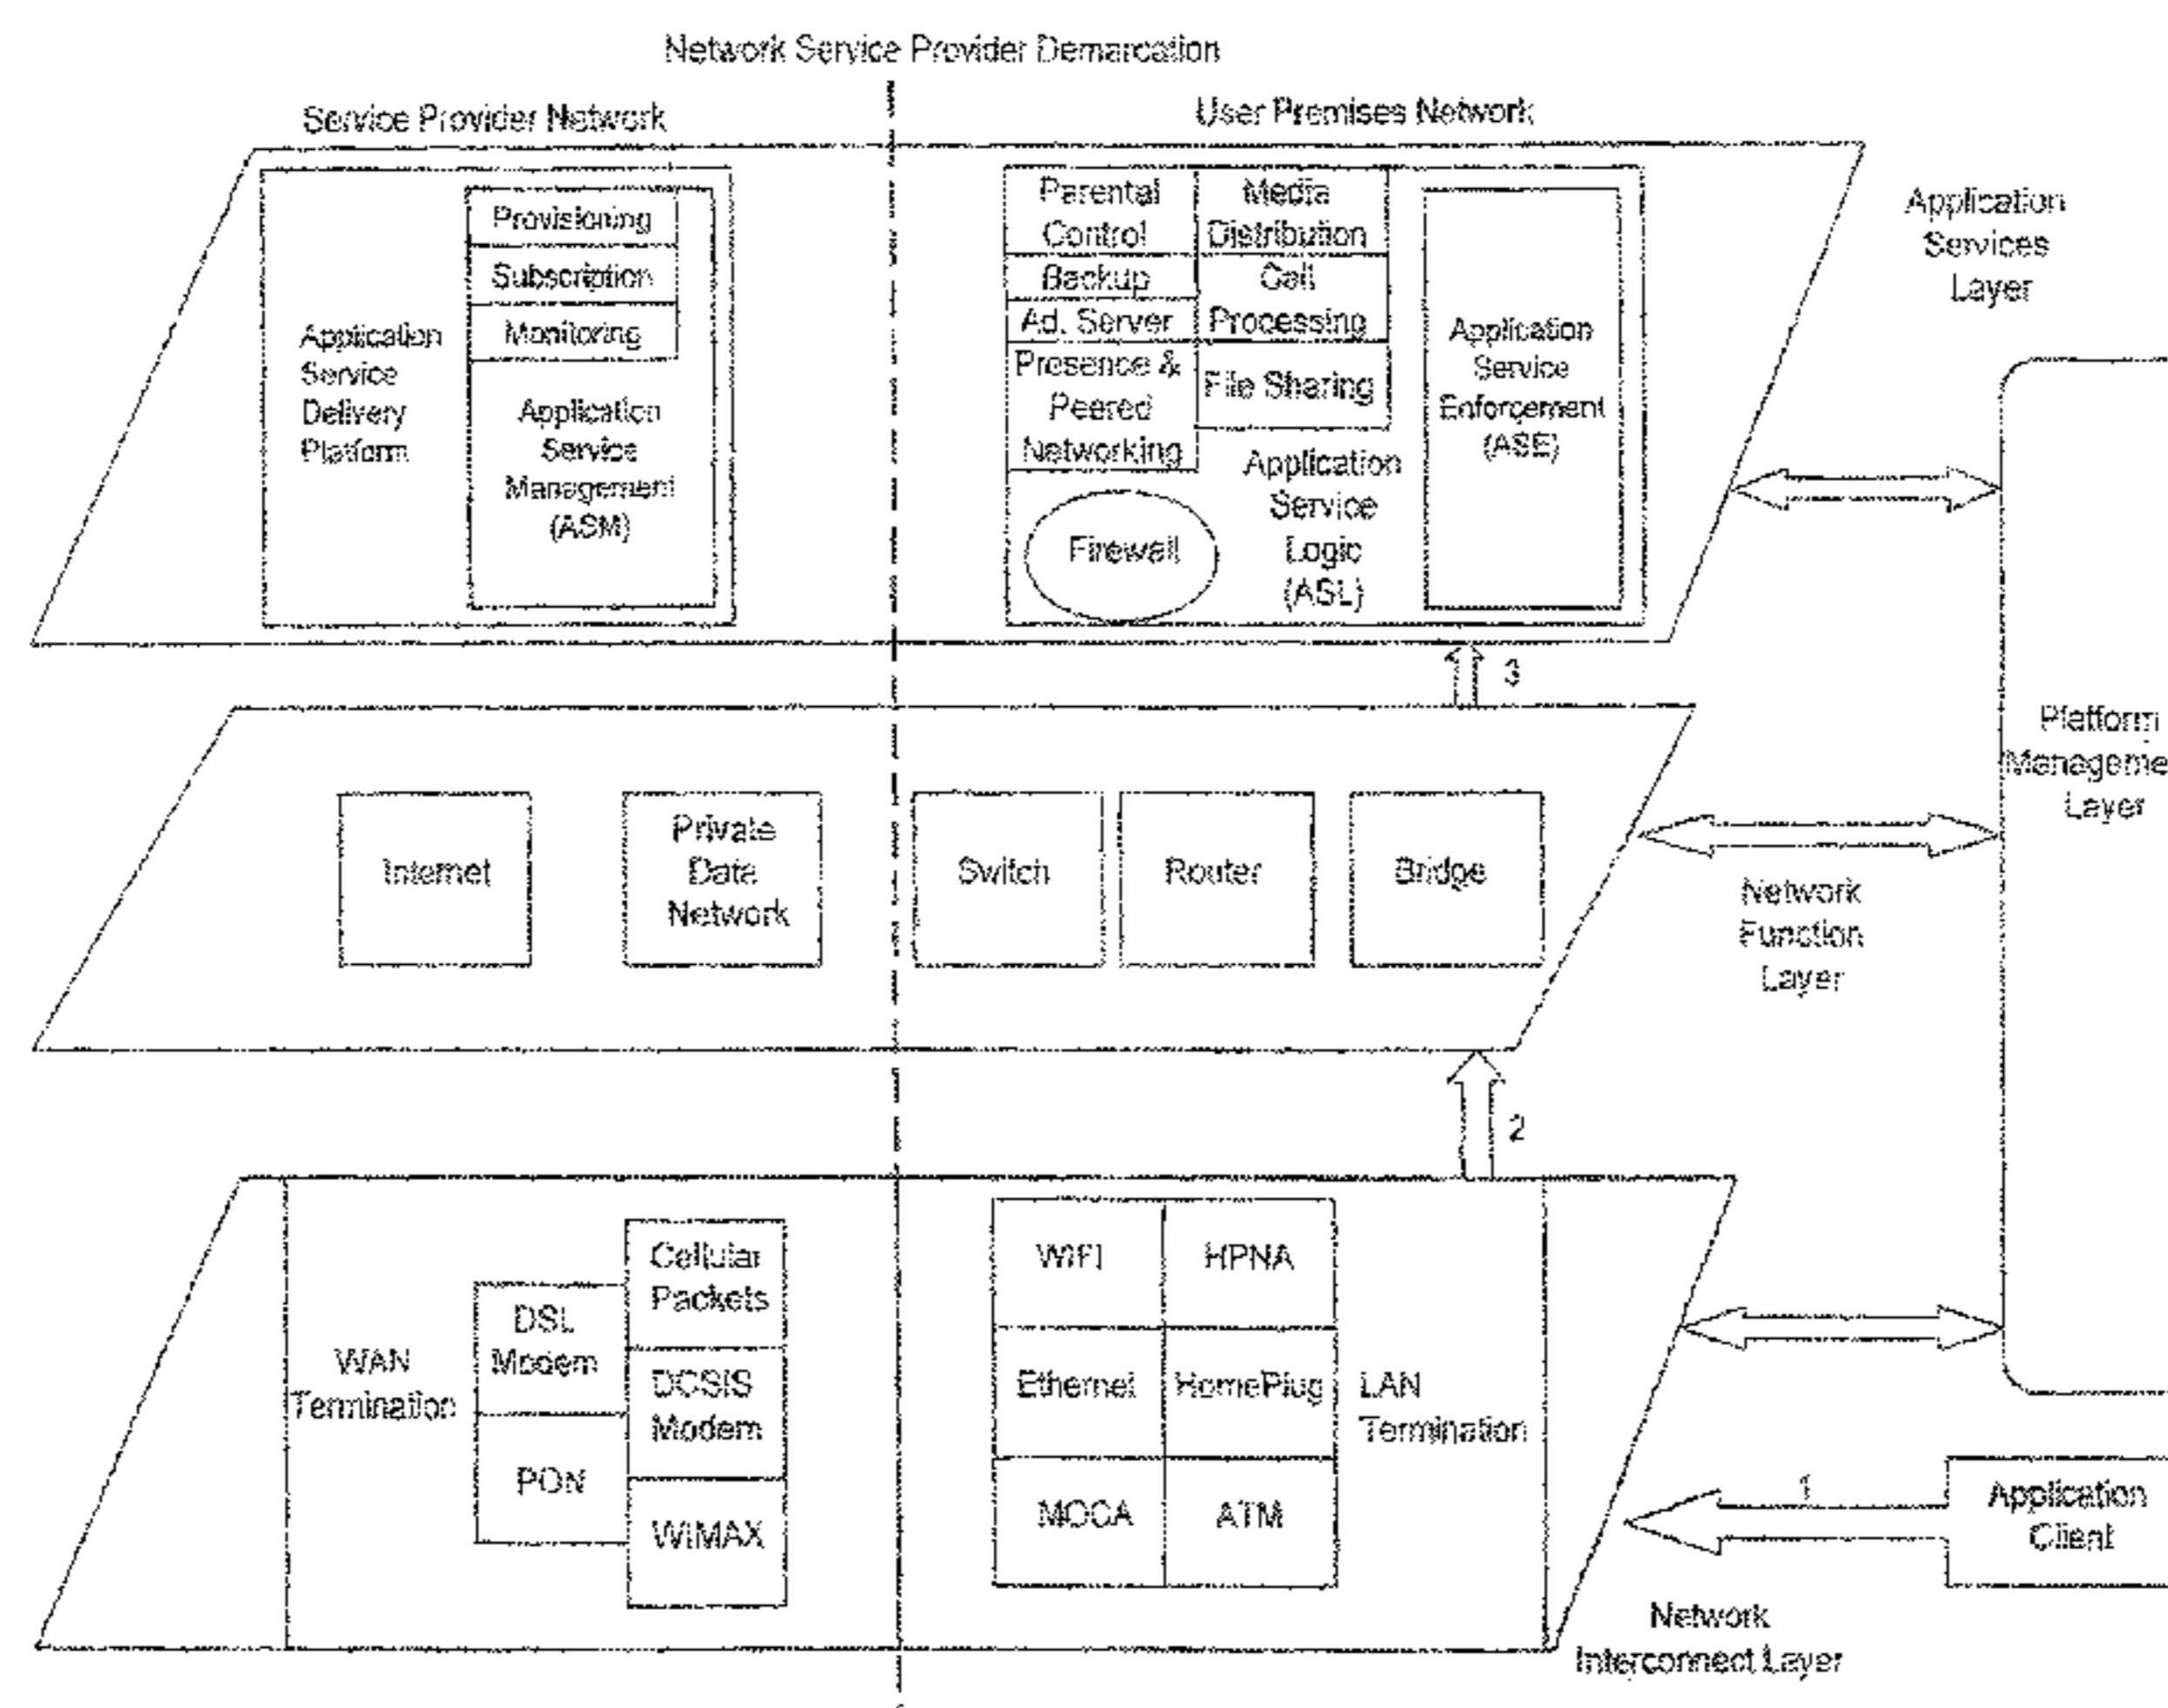 Network Service Provider Demarcation
Service Provider Network
User Premises Network
Provisioning
Subscription
Monitoring
Application
Service
Delivery
Platform
Application
Service
Management
(ASM)
Parental
Control
Media
Distribution
Backup
Call
Processing
Ad. Server
Presence &
Peered
Networking
File Sharing
Application
Service
Logic
(ASL)
Firewall
Application
Service
Enforcement
(ASE)
Application
Services
Layer
3
Internet
Private
Data
Network
Switch
Router
Bridge
Network
Function
Layer
Platform
Manageme
Layer
2
WAN
Termination
DSL
Modem
PON
Cellular
Packets
DCSIS
Modem
WIMAX
WIFI
HPNA
Ethernet
HomePlug
MOCA
ATM
LAN
Termination
1
Application
Client
Network
Interconnect Layer